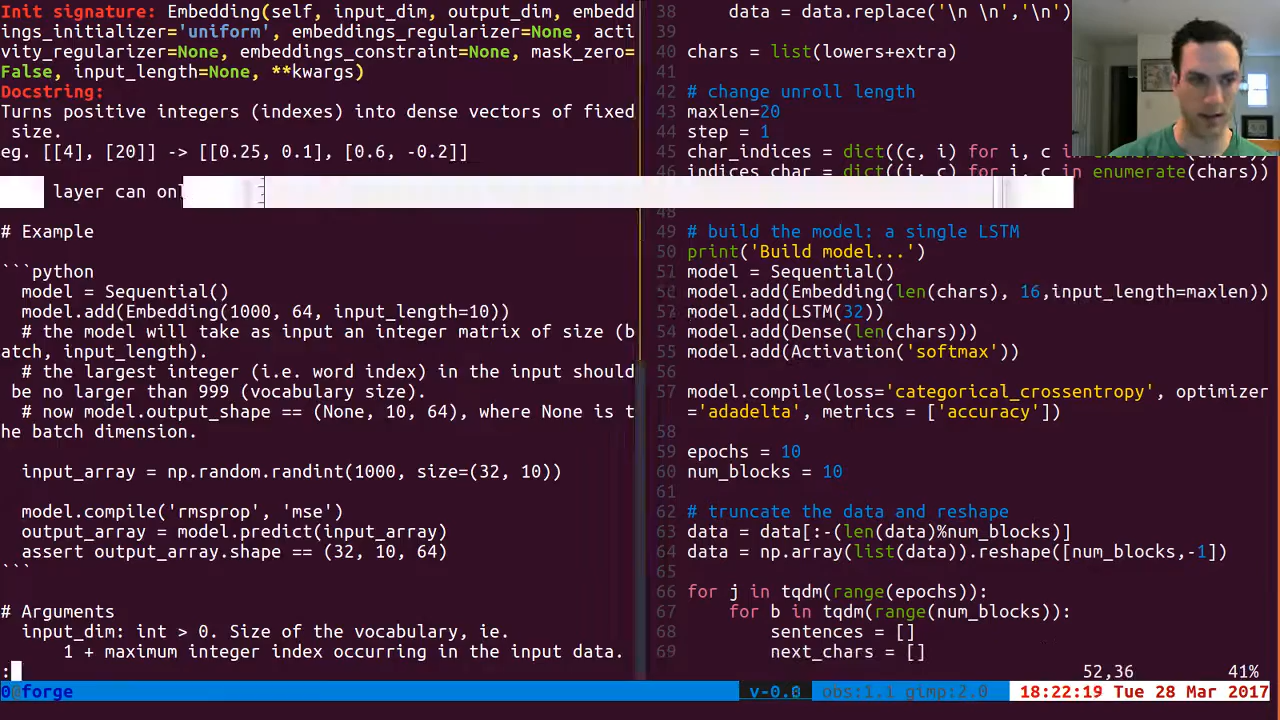 Init signature: Embedding(self, input_dim, output_dim, embedd
ings_initializer='uniform', embeddings_regularizer=None, acti
vity_regularizer=None, embeddings_constraint=None, mask_zero=
False, input_length=None, **kwargs)
Docstring:
Turns positive integers (indexes) into dense vectors of fixed
size.
eg. [[4], [20]] -> [[0.25, 0.1], [0.6, -0.2]]
layer can
# Example
```python
model = Sequential()
model.add(Embedding(1000, 64, input_length=10))
# the model will take as input an integer matrix of size (b
atch, input_length).
# the largest integer (i.e. word index) in the input should
be no larger than 999 (vocabulary size).
# now model.output_shape == (None, 10, 64), where None is t
he batch dimension.
input_array = np.random.randint(1000, size=(32, 10))
model.compile('rmsprop', 'mse')
output_array = model.predict(input_array)
assert output_array.shape == (32, 10, 64)
```
# Arguments
input_dim: int > 0. Size of the vocabulary, ie.
1 + maximum integer index occurring in the input data.
:
38 data = data.replace('\n \n','\n')
39
40 chars = list(lowers+extra)
41
42 # change unroll length
43 maxlen=20
44 step = 1
45 char_indices = dict((c, i) for i, c in enumerate(chars))
46 indices_char = dict((i, c) for i, c in enumerate(chars))
48
49 # build the model: a single LSTM
50 print('Build model...')
51 model = Sequential()
52 model.add(Embedding(len(chars), 16,input_length=maxlen))
53 model.add(LSTM(32))
54 model.add(Dense(len(chars)))
55 model.add(Activation('softmax'))
57 model.compile(loss='categorical_crossentropy', optimizer
='adadelta', metrics = ['accuracy'])
58
59 epochs = 10
60 num_blocks = 10
61
62 # truncate the data and reshape
63 data = data[:-(len(data)%num_blocks)]
64 data = np.array(list(data)).reshape([num_blocks,-1])
65
66 for j in tqdm(range(epochs)):
67 for b in tqdm(range(num_blocks)):
68 sentences = []
69 next_chars = []
52,36 41%
0@forge v-0.0 obs:1.1 gimp:2.0 18:22:19 Tue 28 Mar 2017